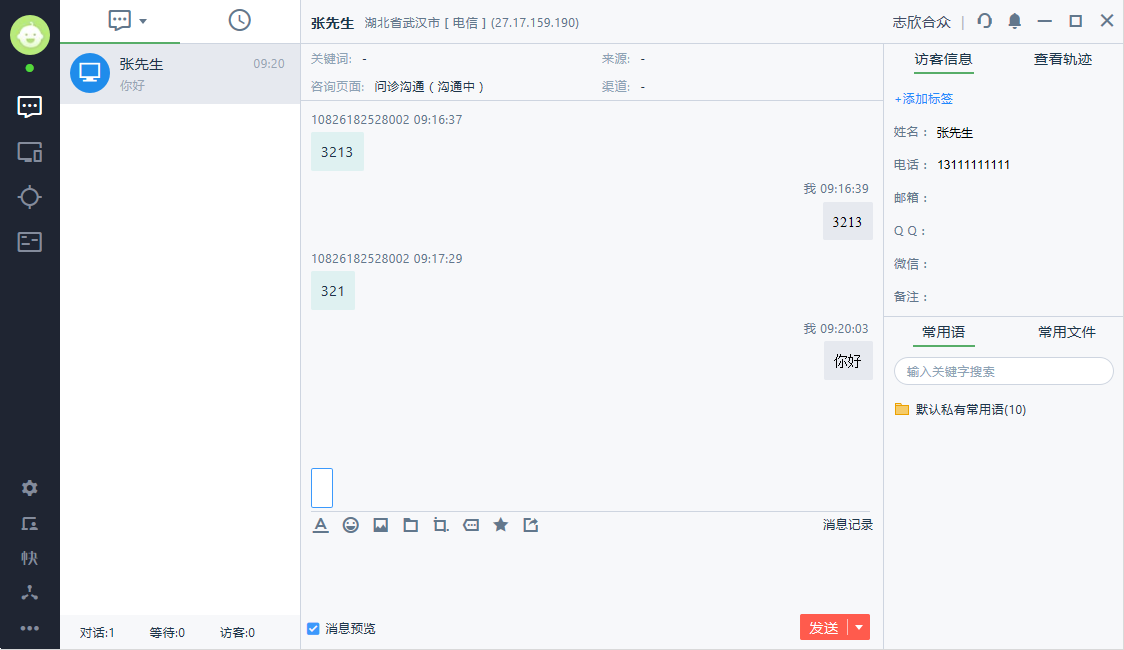 张先生 09:20
你好
对话:1 等待:0 访客:0
快
张先生 湖北省武汉市 [ 电信 ] (27.17.159.190)
志欣合众
关键词: -
来源: -
咨询页面: 问诊沟通 ( 沟通中 )
渠道: -
10826182528002 09:16:37
3213
我 09:16:39
3213
10826182528002 09:17:29
321
我 09:20:03
你好
消息记录
消息预览
发送
访客信息 查看轨迹
+添加标签
姓名 : 张先生
电话 : 13111111111
邮箱 :
Q Q :
微信 :
备注 :
常用语 常用文件
输入关键字搜索
默认私有常用语(10)